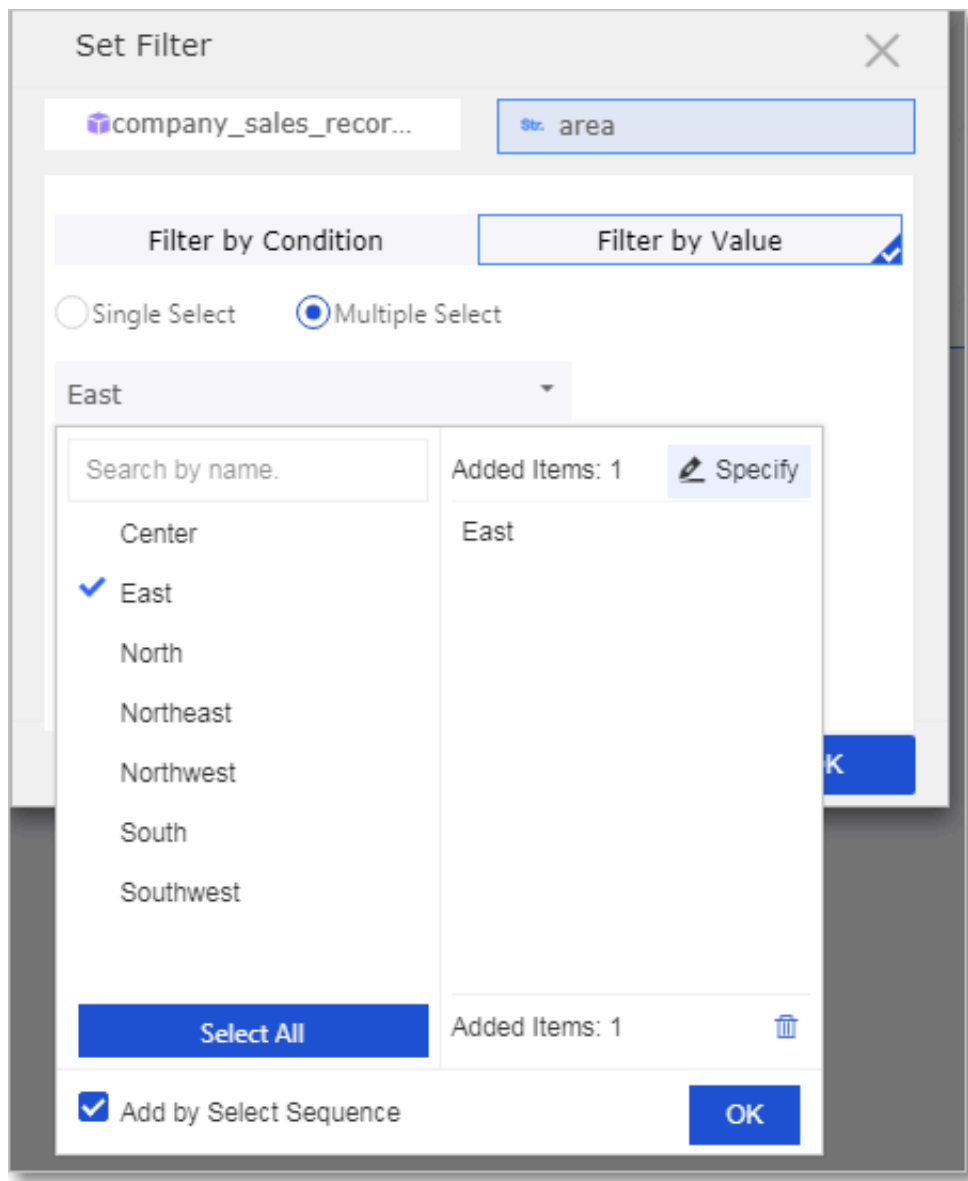 Set Filter
company_sales_recor...
Str. area
Filter by Condition
Filter by Value
Single Select
Multiple Select
East
Search by name.
Added Items: 1
Specify
Center
East
East
North
Northeast
Northwest
South
Southwest
OK
Select All
Added Items: 1
Add by Select Sequence
OK